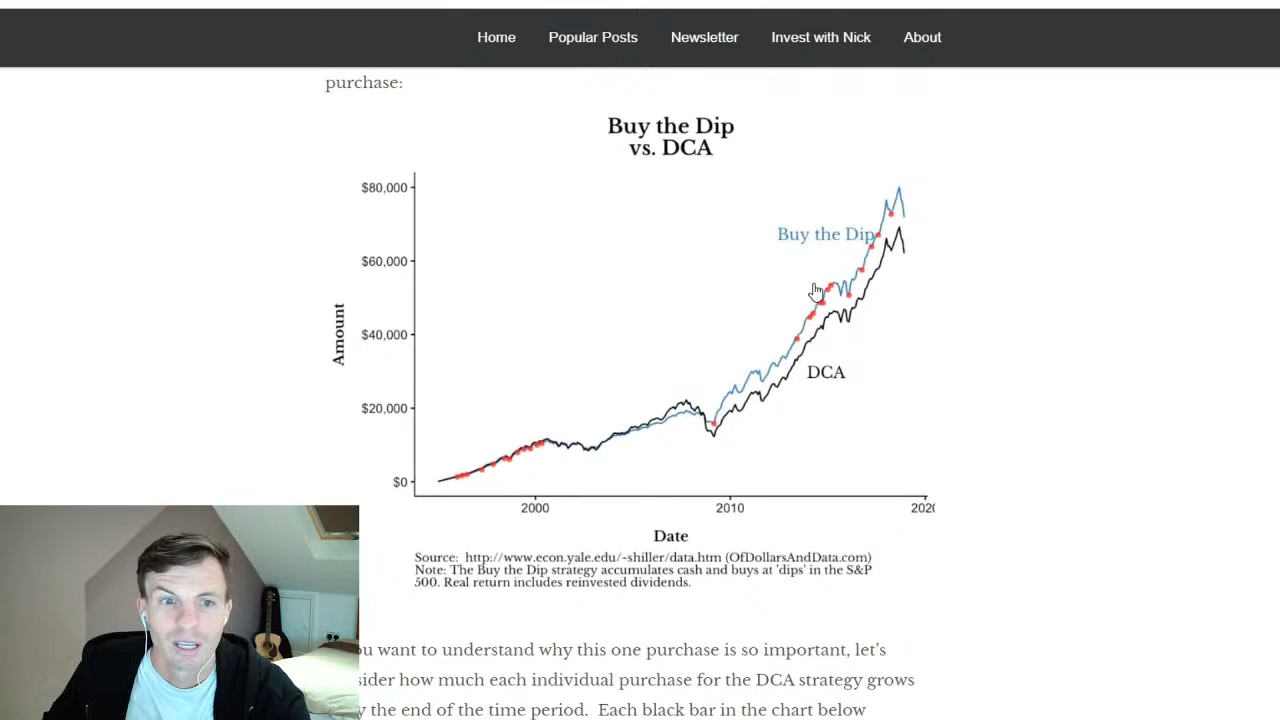 Home Popular Posts Newsletter Invest with Nick About
purchase:
Buy the Dip
vs. DCA
$80,000
$60,000
$40,000
$20,000
$0
Amount
Buy the Dip
DCA
2000 2010 202
Date
Source: http://www.econ.yale.edu/~shiller/data.htm (OfDollarsAndData.com)
Note: The Buy the Dip strategy accumulates cash and buys at 'dips' in the S&P
500. Real return includes reinvested dividends.
ou want to understand why this one purchase is so important, let's
sider how much each individual purchase for the DCA strategy grows
y the end of the time period. Each black bar in the chart below